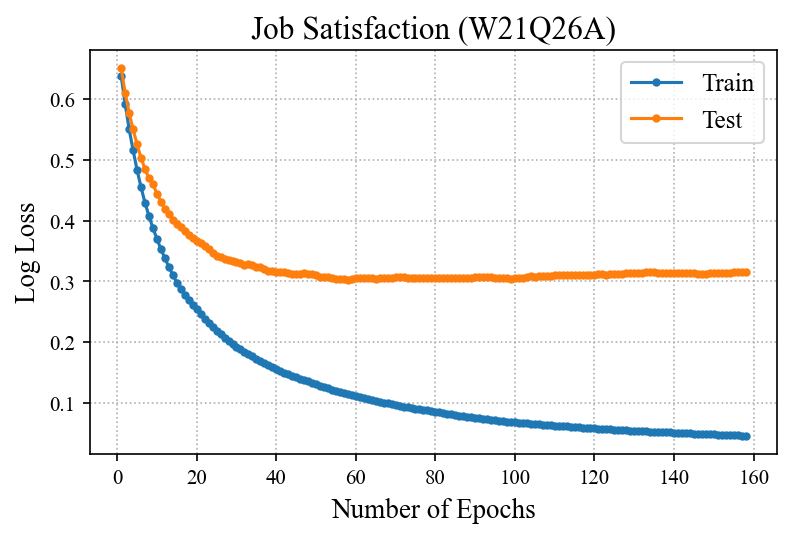 Job Satisfaction (W21Q26A)
Train
Test
Log Loss
0.6
0.5
0.4
0.3
0.2
0.1
0 20 40 60 80 100 120 140 160
Number of Epochs